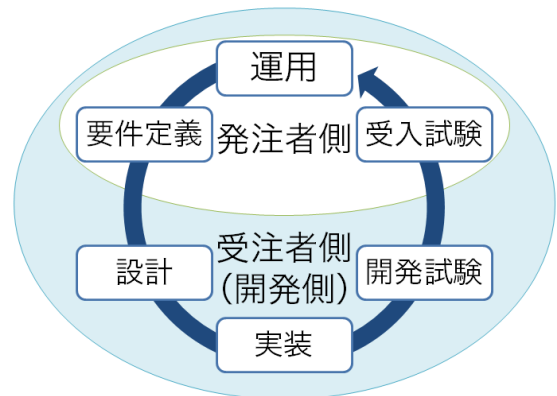 運用
要件定義
発注者側
受入試験
設計
受注者側
(開発側)
開発試験
実装